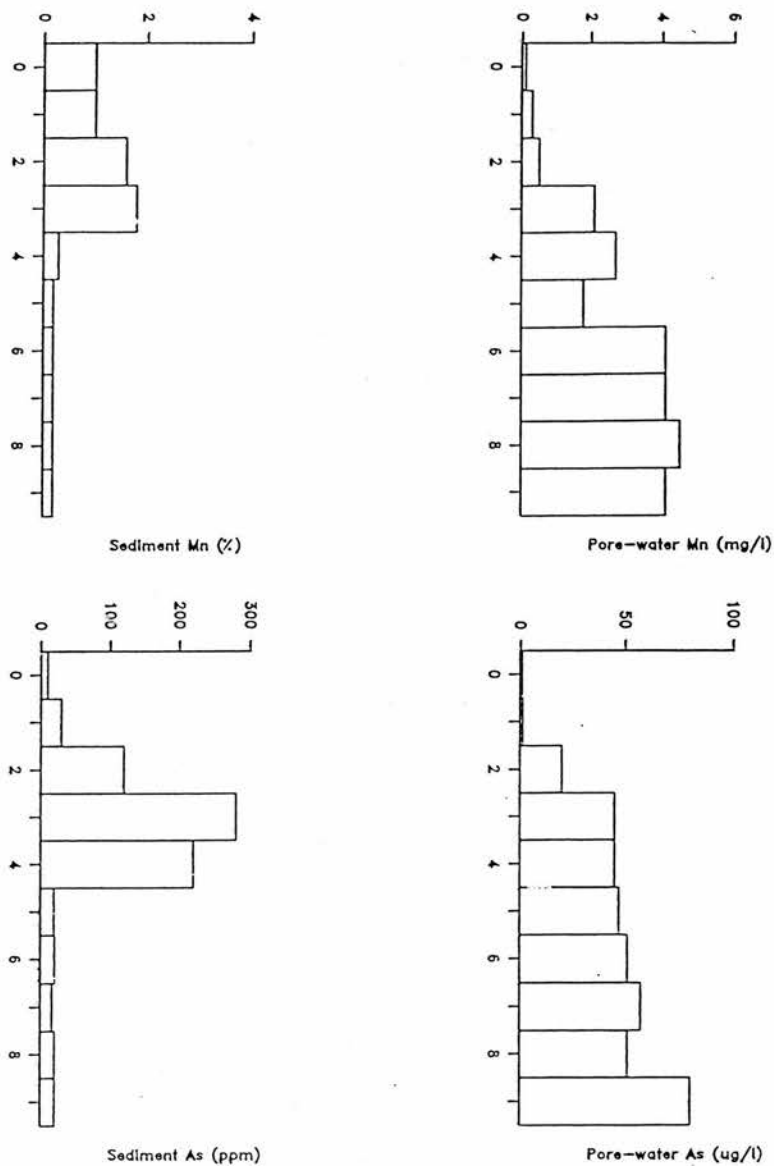 0 2 4
0 2 4 6 8
Sediment Mn (%)
0 2 4 6
0 2 4 6 8
Pore-water Mn (mg/l)
0 100 200 300
0 2 4 6 8
Sediment As (ppm)
0 50 100
0 2 4 6 8
Pore-water As (ug/l)